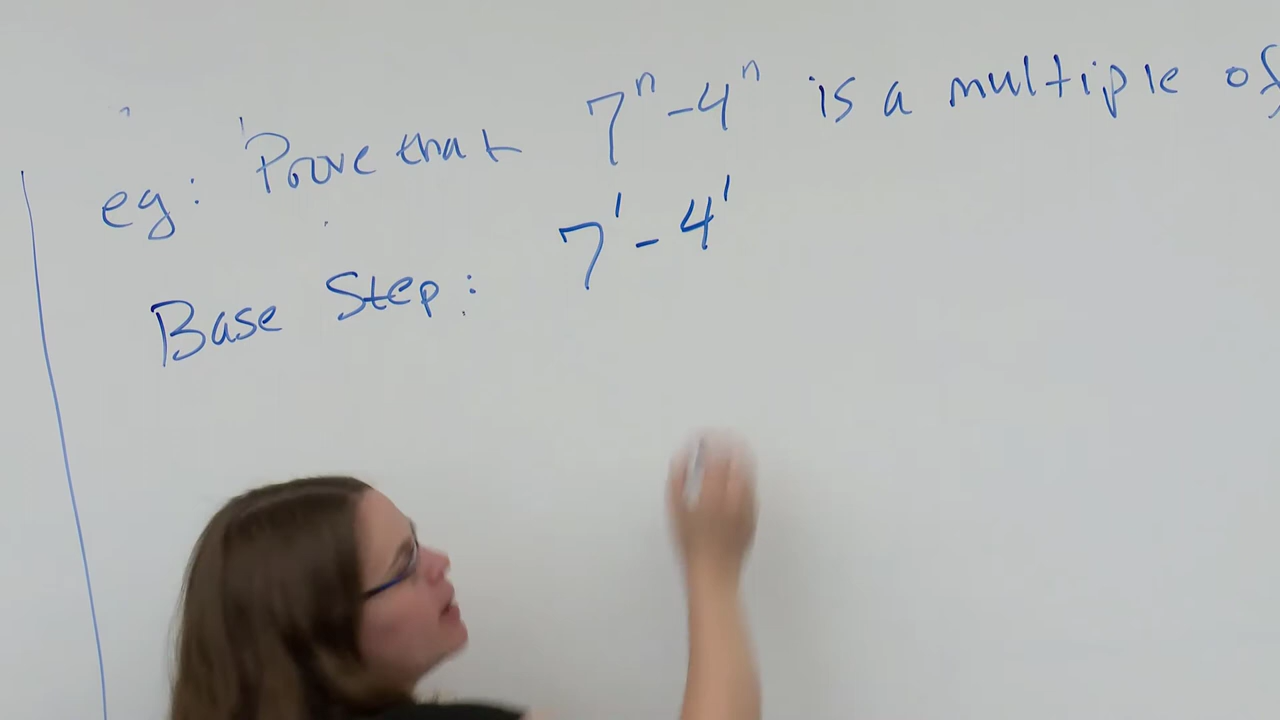 eg: Prove that 7ⁿ - 4ⁿ is a multiple of
Base Step: 7¹ - 4¹